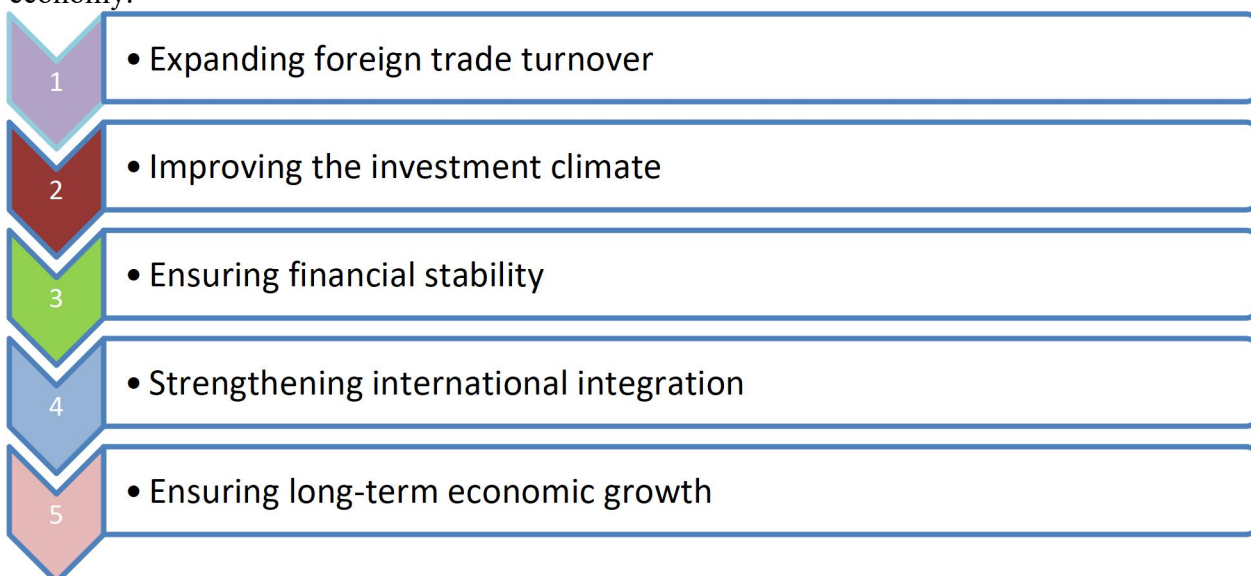 economy.
1
• Expanding foreign trade turnover
2
• Improving the investment climate
3
• Ensuring financial stability
4
• Strengthening international integration
5
• Ensuring long-term economic growth